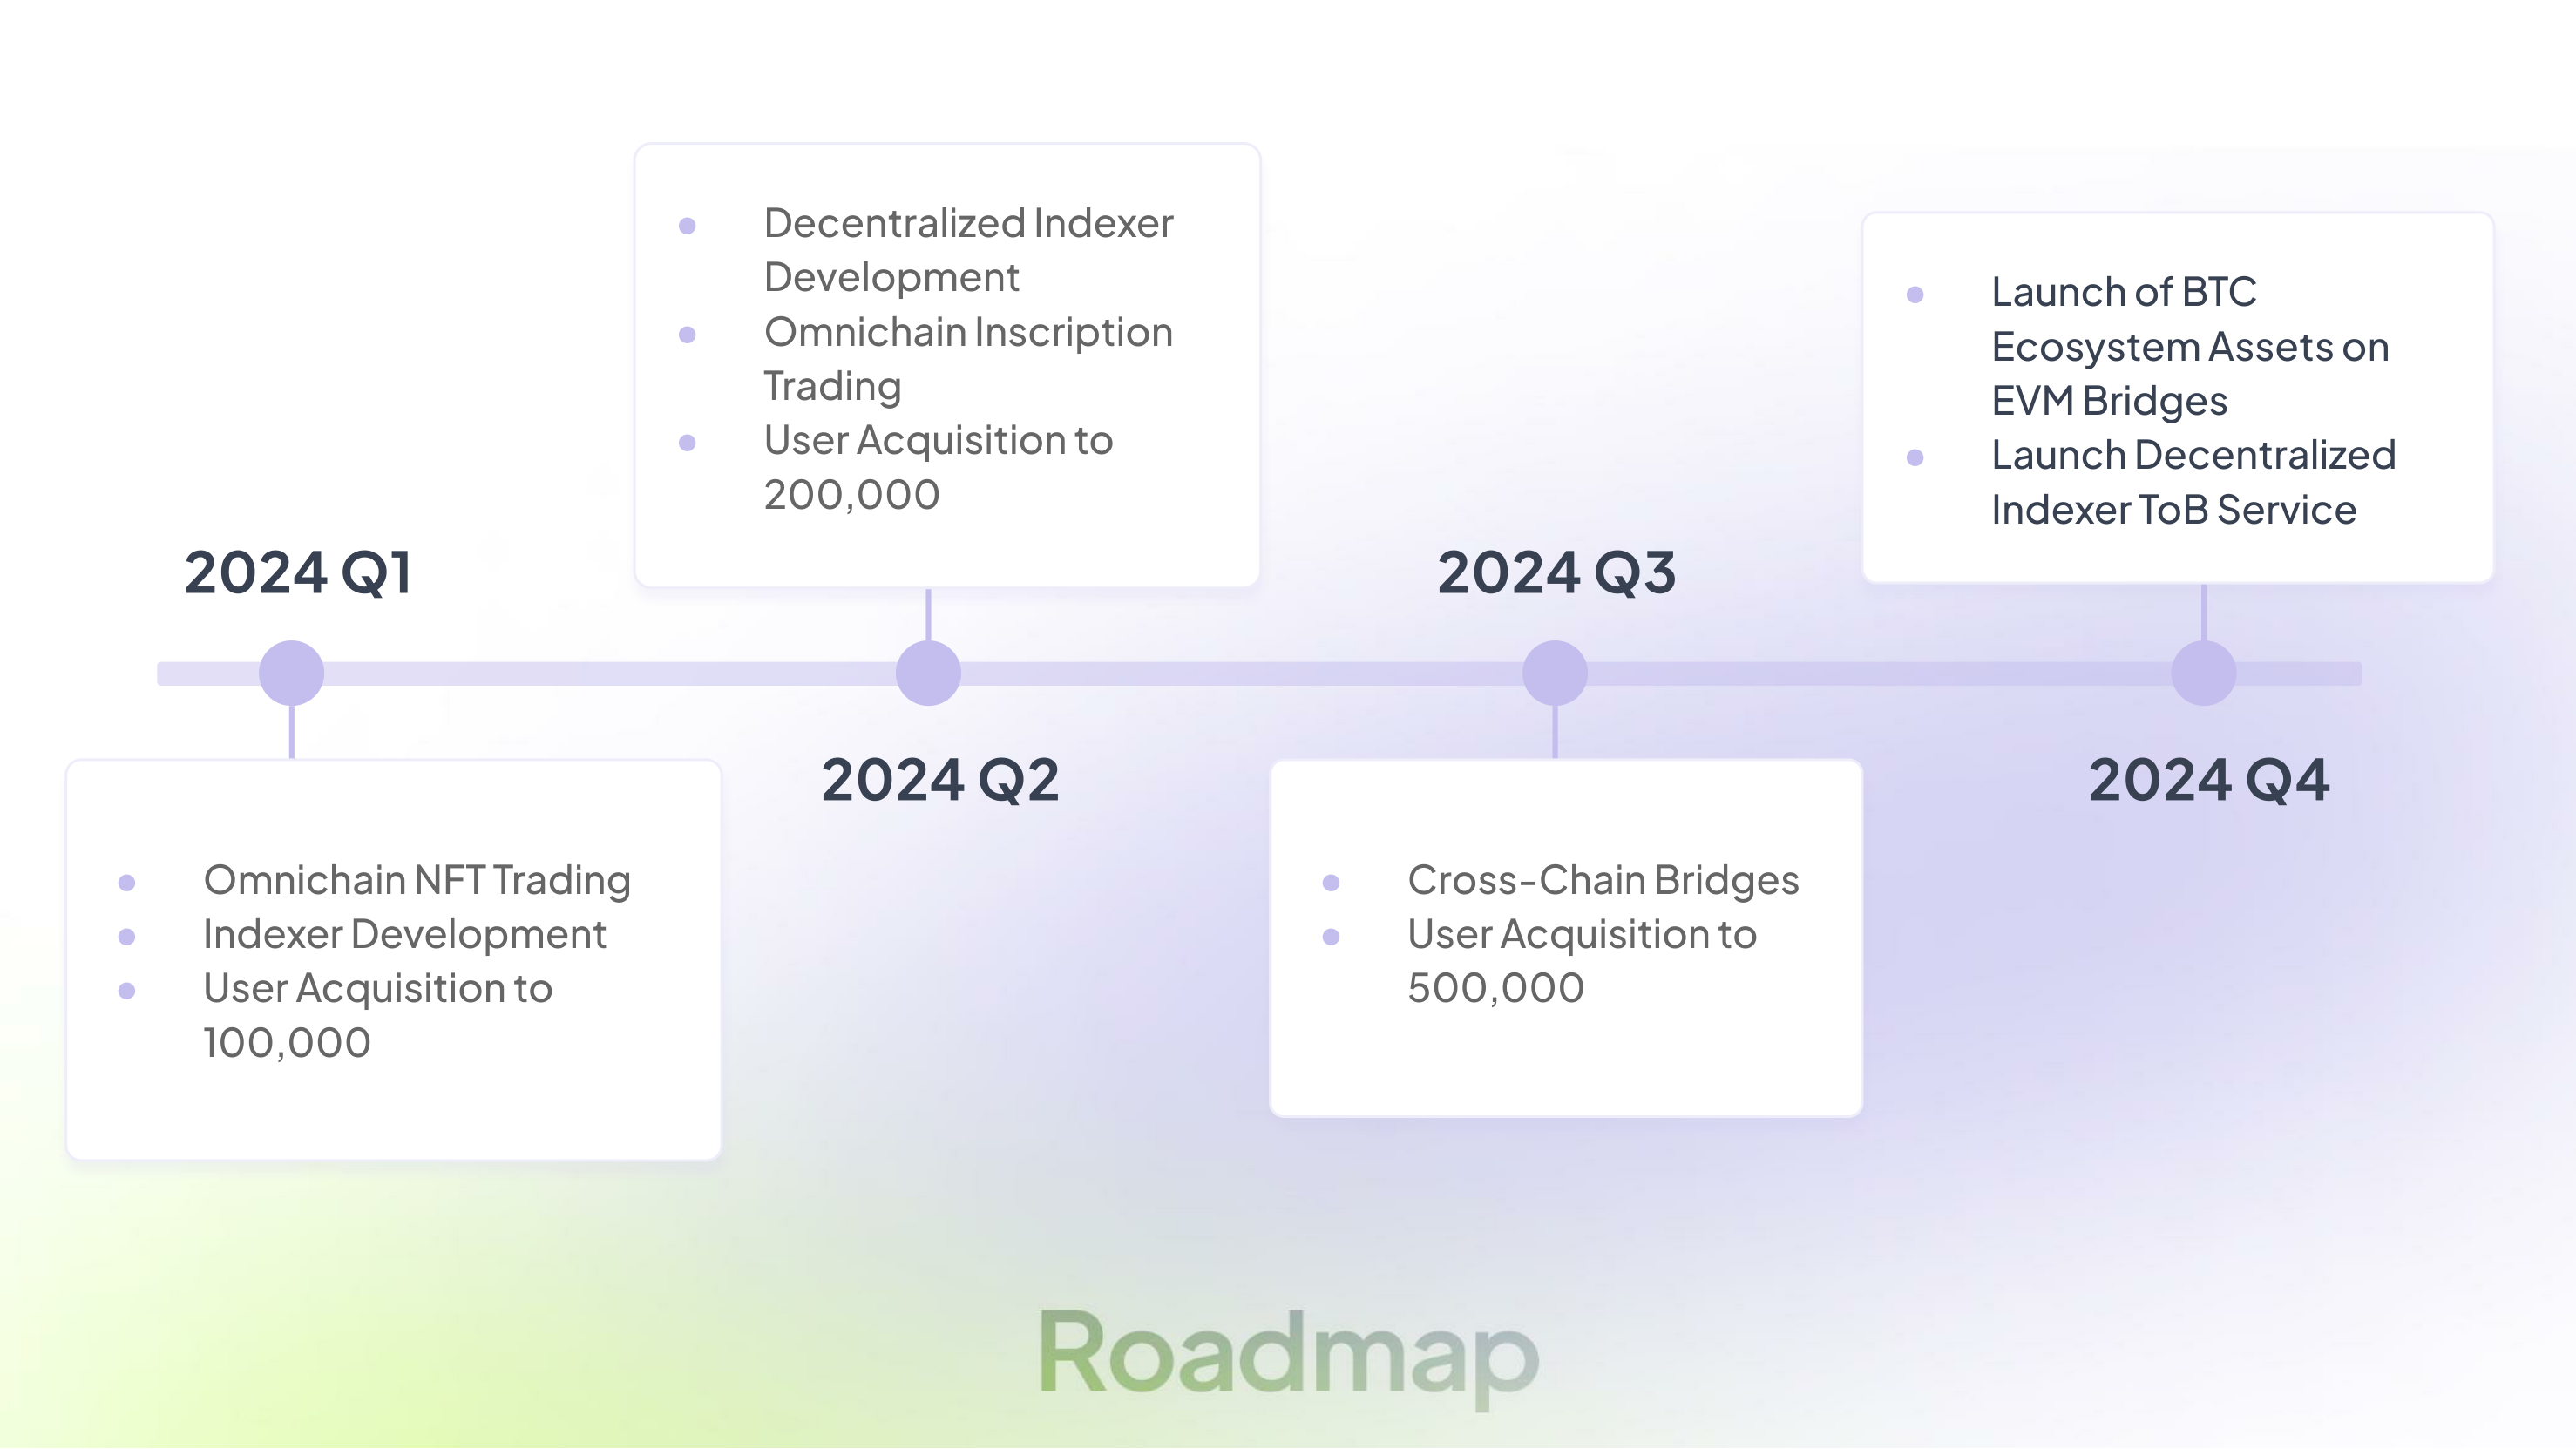 2024 Q1
Omnichain NFT Trading
Indexer Development
User Acquisition to
100,000
Decentralized Indexer
Development
Omnichain Inscription
Trading
User Acquisition to
200,000
2024 Q2
2024 Q3
Cross-Chain Bridges
User Acquisition to
500,000
Launch of BTC
Ecosystem Assets on
EVM Bridges
Launch Decentralized
Indexer ToB Service
2024 Q4
Roadmap